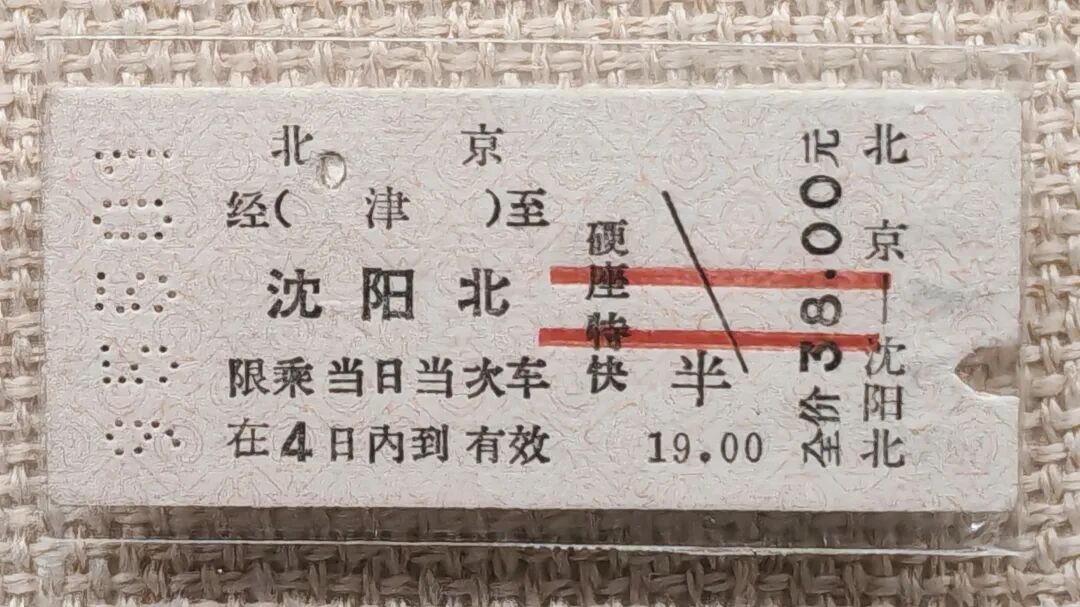 北 京
经( 津 )至
沈阳北
限乘当日当次车
在4日内到有效
硬座特快
半
19.00
全价38.00元
北京—沈阳北